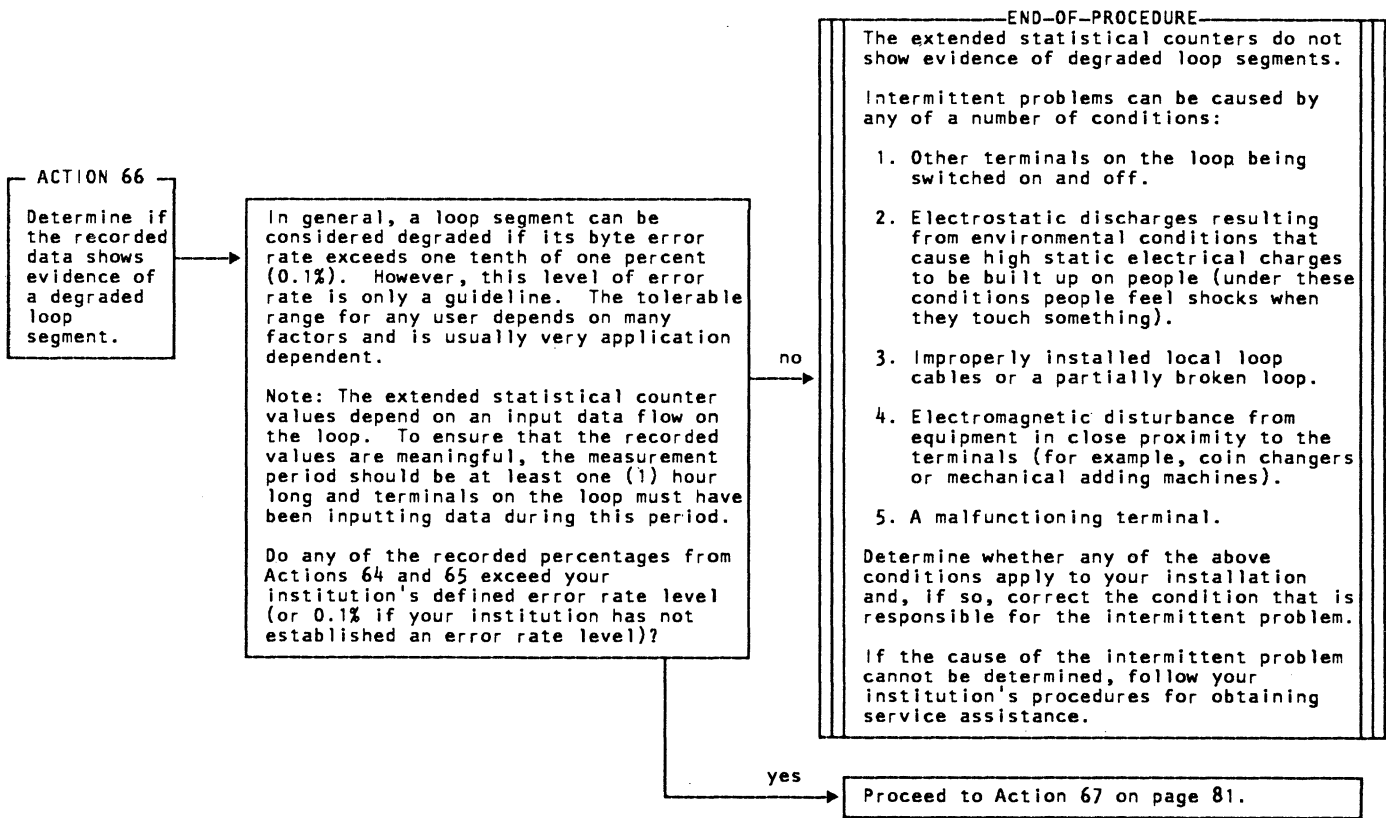 ACTION 66
Determine if
the recorded
data shows
evidence of
a degraded
loop
segment.
In general, a loop segment can be
considered degraded if its byte error
rate exceeds one tenth of one percent
(0.1%). However, this level of error
rate is only a guideline. The tolerable
range for any user depends on many
factors and is usually very application
dependent.
Note: The extended statistical counter
values depend on an input data flow on
the loop. To ensure that the recorded
values are meaningful, the measurement
period should be at least one (1) hour
long and terminals on the loop must have
been inputting data during this period.
Do any of the recorded percentages from
Actions 64 and 65 exceed your
institution's defined error rate level
(or 0.1% if your institution has not
established an error rate level)?
no
END-OF-PROCEDURE
The extended statistical counters do not
show evidence of degraded loop segments.
Intermittent problems can be caused by
any of a number of conditions:
1. Other terminals on the loop being
switched on and off.
2. Electrostatic discharges resulting
from environmental conditions that
cause high static electrical charges
to be built up on people (under these
conditions people feel shocks when
they touch something).
3. Improperly installed local loop
cables or a partially broken loop.
4. Electromagnetic disturbance from
equipment in close proximity to the
terminals (for example, coin changers
or mechanical adding machines).
5. A malfunctioning terminal.
Determine whether any of the above
conditions apply to your installation
and, if so, correct the condition that is
responsible for the intermittent problem.
If the cause of the intermittent problem
cannot be determined, follow your
institution's procedures for obtaining
service assistance.
yes
Proceed to Action 67 on page 81.